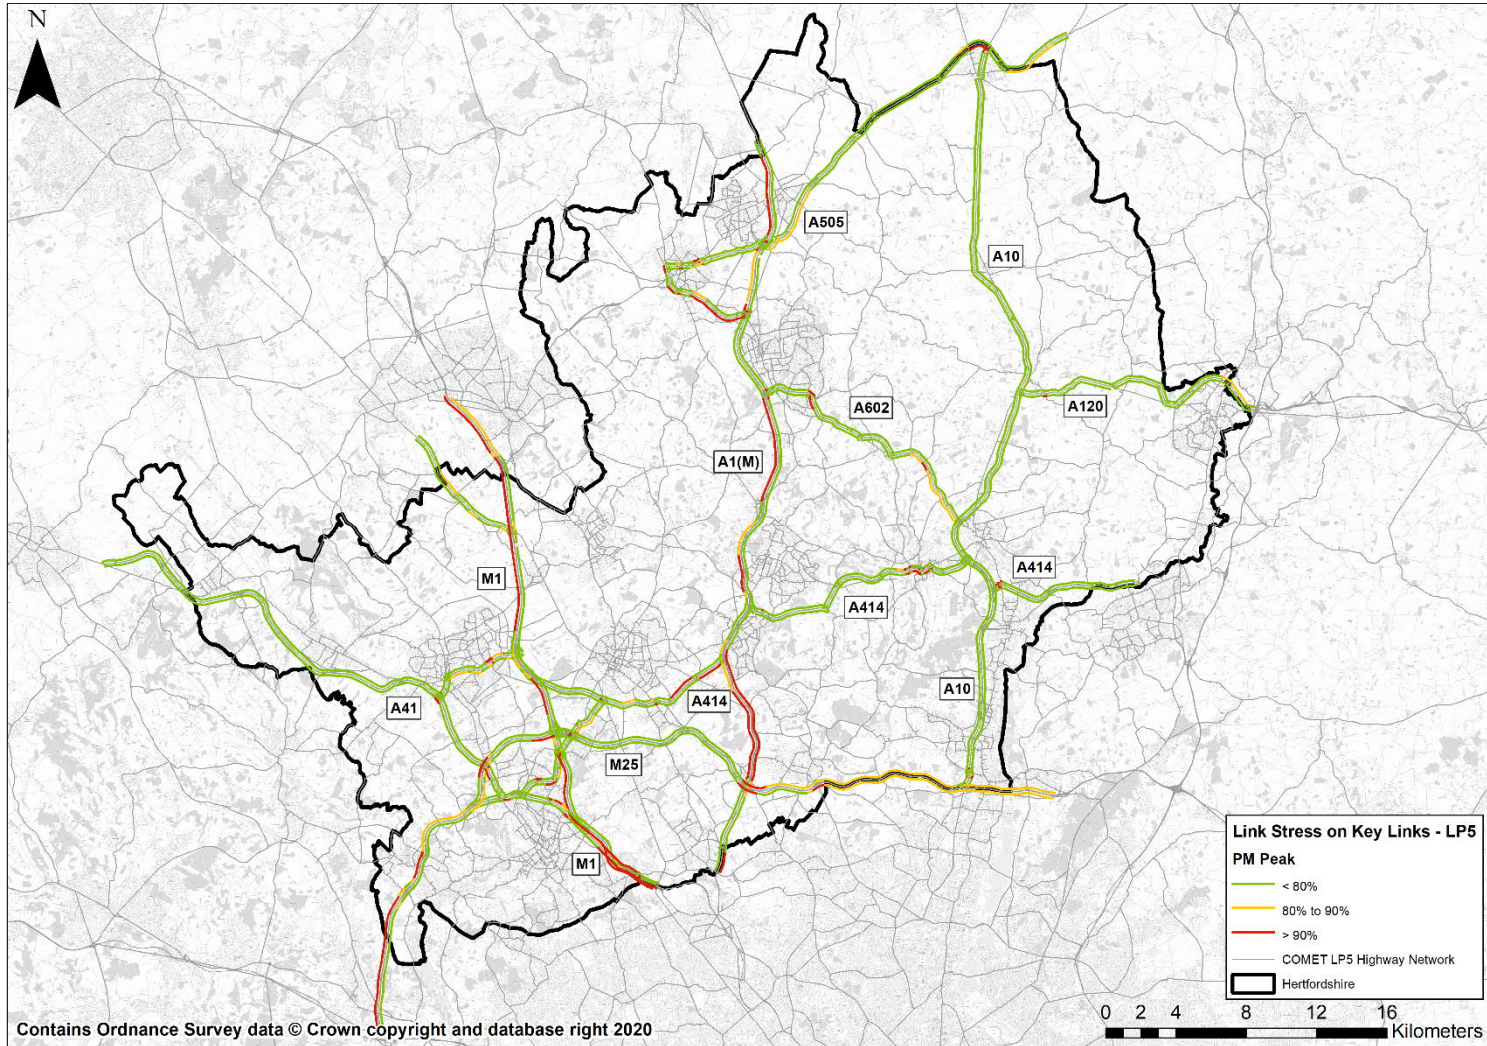 N
A505
A10
A120
A602
A1(M)
M1
A414
A414
A10
A41
A414
M25
M1
Link Stress on Key Links - LP5
PM Peak
< 80%
80% to 90%
> 90%
COMET LP5 Highway Network
Hertfordshire
0 2 4 8 12 16
Kilometers
Contains Ordnance Survey data © Crown copyright and database right 2020